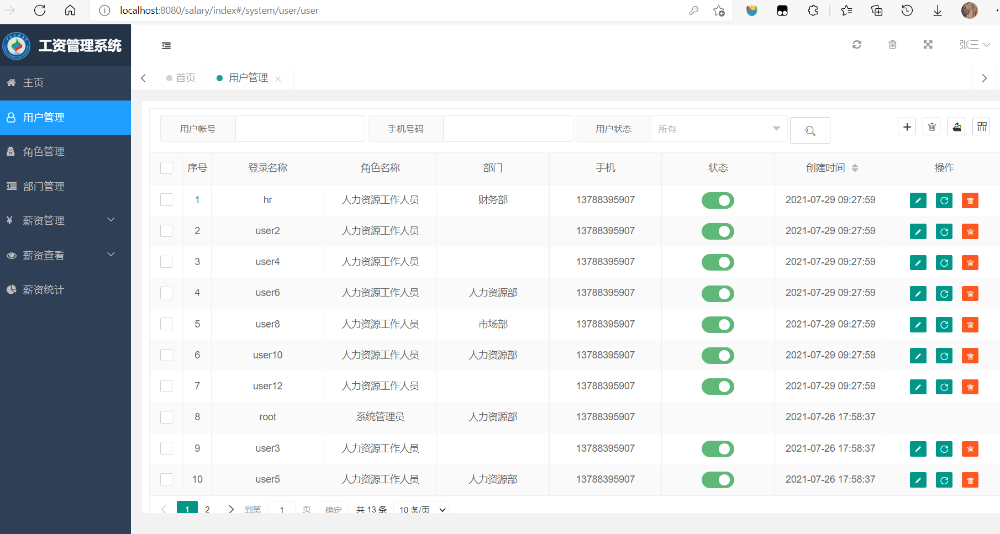 localhost:8080/salary/index#/system/user/user
工资管理系统
张三
主页
用户管理
角色管理
部门管理
¥ 薪资管理
薪资查看
薪资统计
首页 用户管理
用户帐号 手机号码 用户状态 所有
序号 登录名称 角色名称 部门 手机 状态 创建时间 操作
1 hr 人力资源工作人员 财务部 13788395907 2021-07-29 09:27:59
2 user2 人力资源工作人员 13788395907 2021-07-29 09:27:59
3 user4 人力资源工作人员 13788395907 2021-07-29 09:27:59
4 user6 人力资源工作人员 人力资源部 13788395907 2021-07-29 09:27:59
5 user8 人力资源工作人员 市场部 13788395907 2021-07-29 09:27:59
6 user10 人力资源工作人员 人力资源部 13788395907 2021-07-29 09:27:59
7 user12 人力资源工作人员 13788395907 2021-07-29 09:27:59
8 root 系统管理员 人力资源部 13788395907 2021-07-26 17:58:37
9 user3 人力资源工作人员 13788395907 2021-07-26 17:58:37
10 user5 人力资源工作人员 人力资源部 13788395907 2021-07-26 17:58:37
1 2 到第 1 页 确定 共 13 条 10 条/页